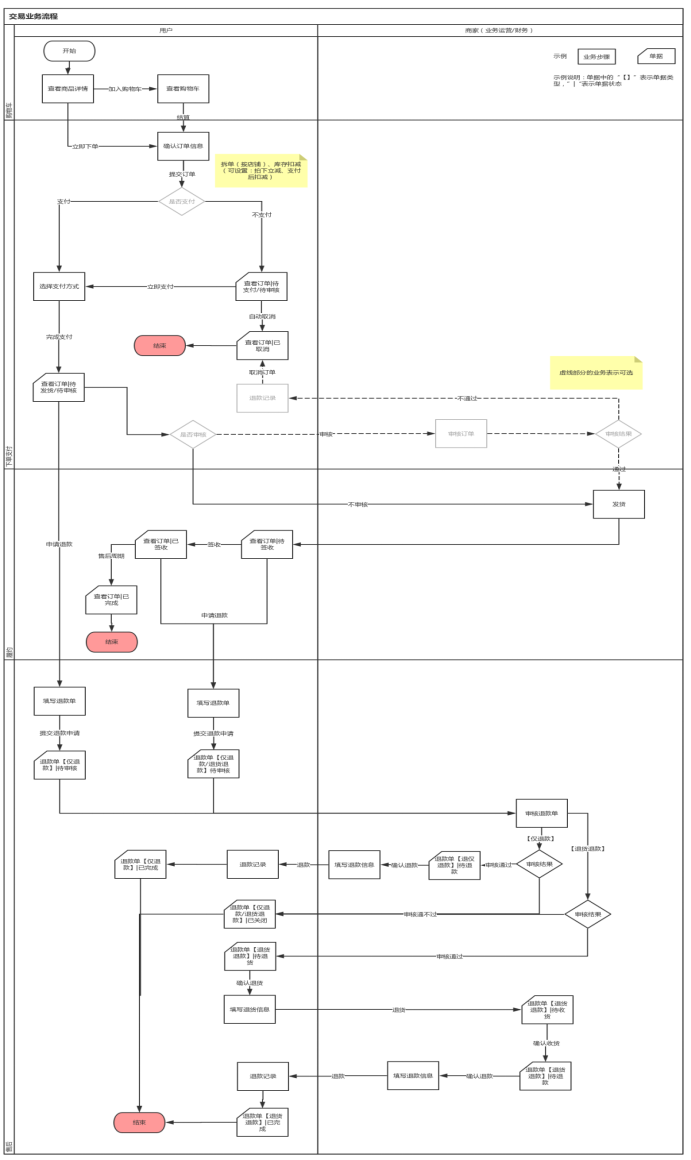 交易业务流程
用户
商家（业务运营/财务）
开始
示例
业务步骤
单据
示例说明：单据中的“【】”表示单据类
型，“|”表示单据状态
查看商品详情
加入购物车
查看购物车
购物车
结算
立即下单
确认订单信息
提交订单
拆单（按店铺）、库存扣减
（可设置：拍下立减、支付
后扣减）
是否支付
支付
不支付
选择支付方式
立即支付
查看订单|待
支付/待审核
自动取消
完成支付
结束
查看订单|已
取消
取消订单
虚线部分的业务表示可选
查看订单|待
发货/待审核
退款记录
不通过
是否审核
审核
审核订单
审核结果
下单支付
通过
不审核
发货
申请退款
售后期结
查看订单|已
签收
签收
查看订单|待
签收
查看订单|已
完成
申请退款
结束
履约
填写退款单
填写退款单
提交退款申请
提交退款申请
退款单【仅退
款】|待审核
退款单【仅退
款/退货退
款】|待审核
审核退款单
【仅退款】
【退货退款】
退款单【仅退
款】|已完成
退款记录
退款
填写退款信息
确认退款
退款单【退仅
退款】|待退
款
审核通过
审核结果
退款单【仅退
款/退货退
款】|已关闭
审核通不过
审核结果
退款单【退货
退款】|待退
货
审核通过
确认退货
填写退货信息
退货
退款单【退货
退款】|待收
货
确认收货
退款记录
退款
填写退款信息
确认退款
退款单【退货
退款】|待退
款
结束
退款单【退货
退款】|已完
成
售后